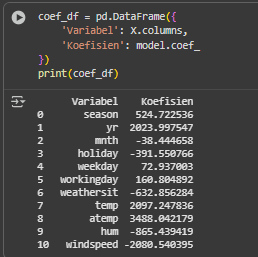 coef_df = pd.DataFrame({
'Variabel': X.columns,
'Koefisien': model.coef_
})
print(coef_df)
Variabel Koefisien
0 season 524.722536
1 yr 2023.997547
2 mnth -38.444658
3 holiday -391.550766
4 weekday 72.937003
5 workingday 160.804892
6 weathersit -632.856284
7 temp 2097.247836
8 atemp 3488.042179
9 hum -865.439419
10 windspeed -2080.540395